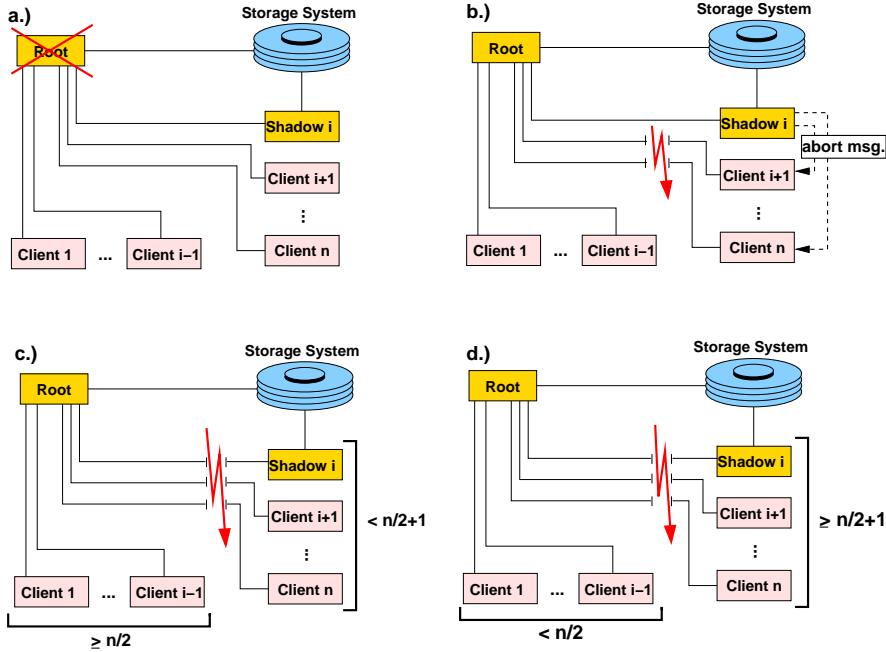 a.)
Storage System
Root
Shadow i
Client i+1
...
Client 1
...
Client i−1
Client n
b.)
Storage System
Root
Shadow i
abort msg.
Client i+1
...
Client 1
...
Client i−1
Client n
c.)
Storage System
Root
Shadow i
Client i+1
< n/2+1
...
Client 1
...
Client i−1
Client n
≥ n/2
d.)
Storage System
Root
Shadow i
Client i+1
≥ n/2+1
...
Client 1
...
Client i−1
Client n
< n/2